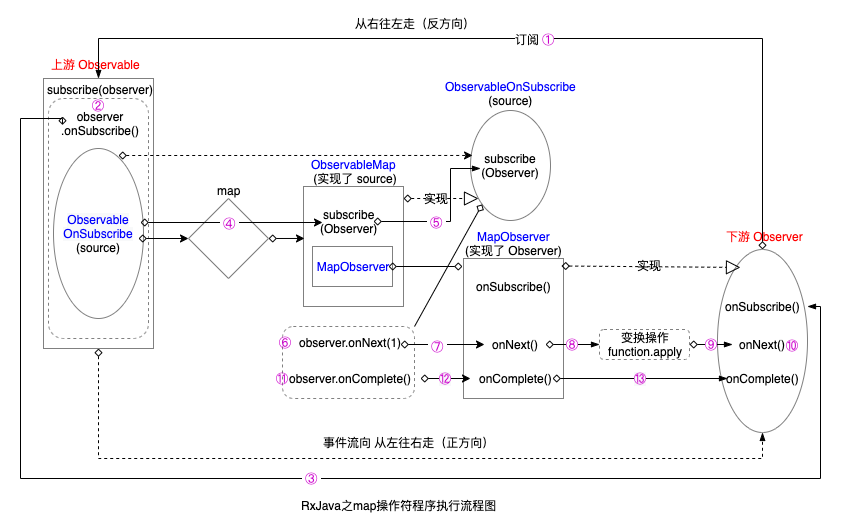 从右往左走（反方向）
订阅 ①
上游 Observable
subscribe(observer)
②
observer
.onSubscribe()
Observable
OnSubscribe
(source)
map
④
ObservableMap
(实现了 source)
subscribe
(Observer)
MapObserver
实现
⑤
ObservableOnSubscribe
(source)
subscribe
(Observer)
MapObserver
(实现了 Observer)
onSubscribe()
onNext()
onComplete()
实现
下游 Observer
onSubscribe()
onNext()⑩
onComplete()
⑥ observer.onNext(1)
⑦
⑧
变换操作
function.apply
⑨
⑪observer.onComplete()
⑫
⑬
事件流向 从左往右走（正方向）
③
RxJava之map操作符程序执行流程图